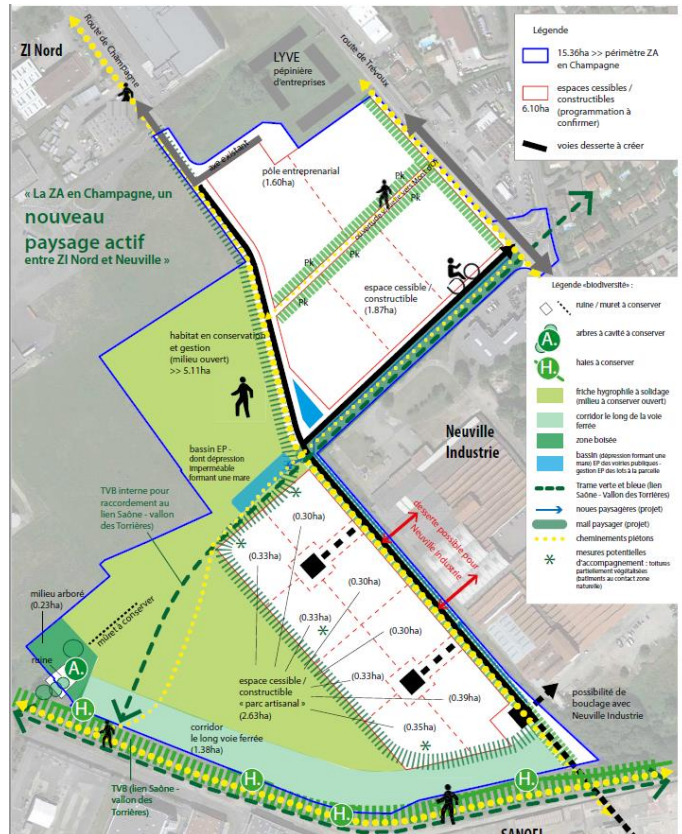 ZI Nord
Route de Champagne
LYVE
pépinière
d'entreprises
route de Trévoux
Légende
15.36ha >> périmètre ZA
en Champagne
espaces cessibles /
constructibles
6.10ha
(programmation à
confirmer)
voies desserte à créer
« La ZA en Champagne, un
nouveau
paysage actif
entre ZI Nord et Neuville »
existant
pôle entreprenarial
(1.60ha)
Pk
Pk
Pk
Pk
Pk
espace cessible /
constructible
(1.87ha)
habitat en conservation
et gestion
(milieu ouvert)
>> 5.11ha
Légende «biodiversité» :
ruine / muret à conserver
A.
arbres à cavité à conserver
H.
haies à conserver
friche hygrophile à solidage
(milieu à conserver ouvert)
corridor le long de la voie
ferrée
zone boisée
bassin (dépression formant une
mare) EP des voiries publiques -
gestion EP des lots à la parcelle
Trame verte et bleue (lien
Saône - vallon des Torrières)
noues paysagères (projet)
mail paysager (projet)
cheminements piétons
mesures potentielles
d'accompagnement : toitures
partiellement végétalisées
(batiments au contact zone
naturelle)
Neuville
Industrie
bassin EP -
dont dépression
imperméable
formant une mare
TVB interne pour
raccordement au
lien Saône - vallon
des Torrières
desserte possible pour
Neuville Industrie
(0.30ha)
(0.33ha)
(0.30ha)
(0.33ha)
(0.30ha)
(0.33ha)
(0.39ha)
(0.35ha)
espace cessible /
constructible
« parc artisanal »
(2.63ha)
milieu arboré
(0.23ha)
muret à conserver
ruine
A.
H.
corridor
le long voie ferrée
(1.38ha)
possibilité de
bouclage avec
Neuville Industrie
TVB (lien Saône -
vallon des
Torrières)
H.
H.
H.
SANOFI